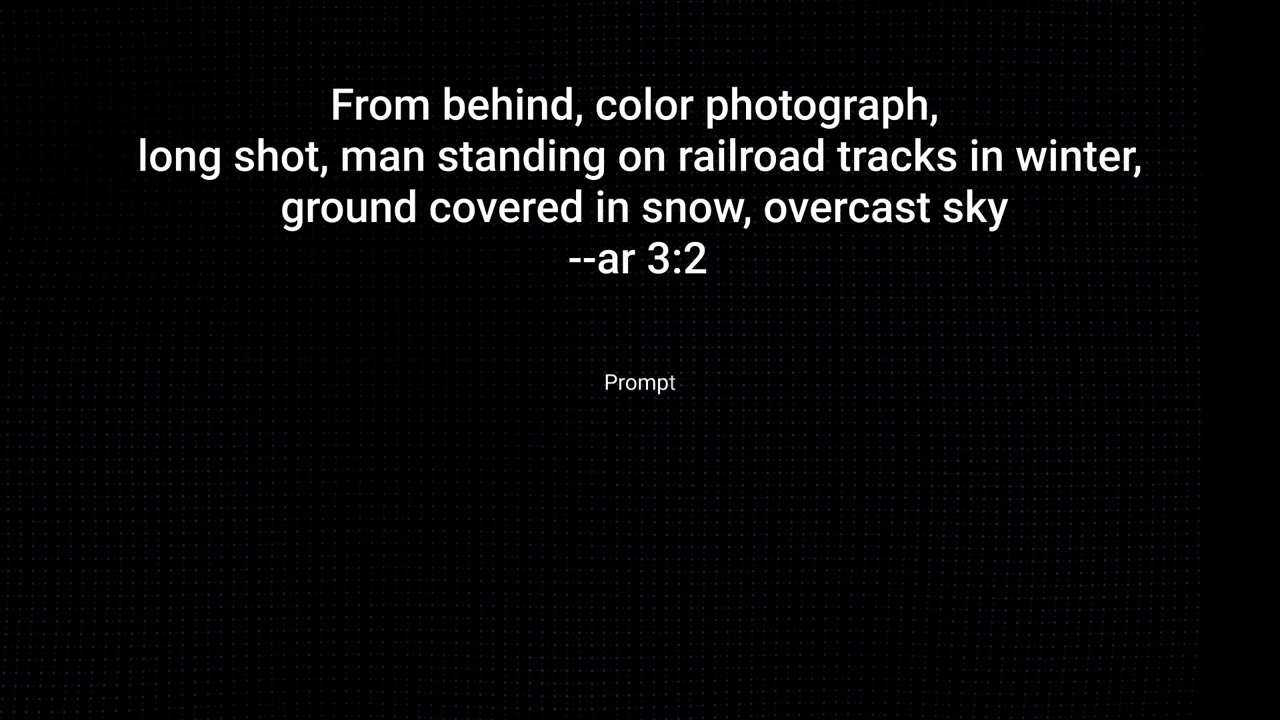 From behind, color photograph,
long shot, man standing on railroad tracks in winter,
ground covered in snow, overcast sky
--ar 3:2
Prompt